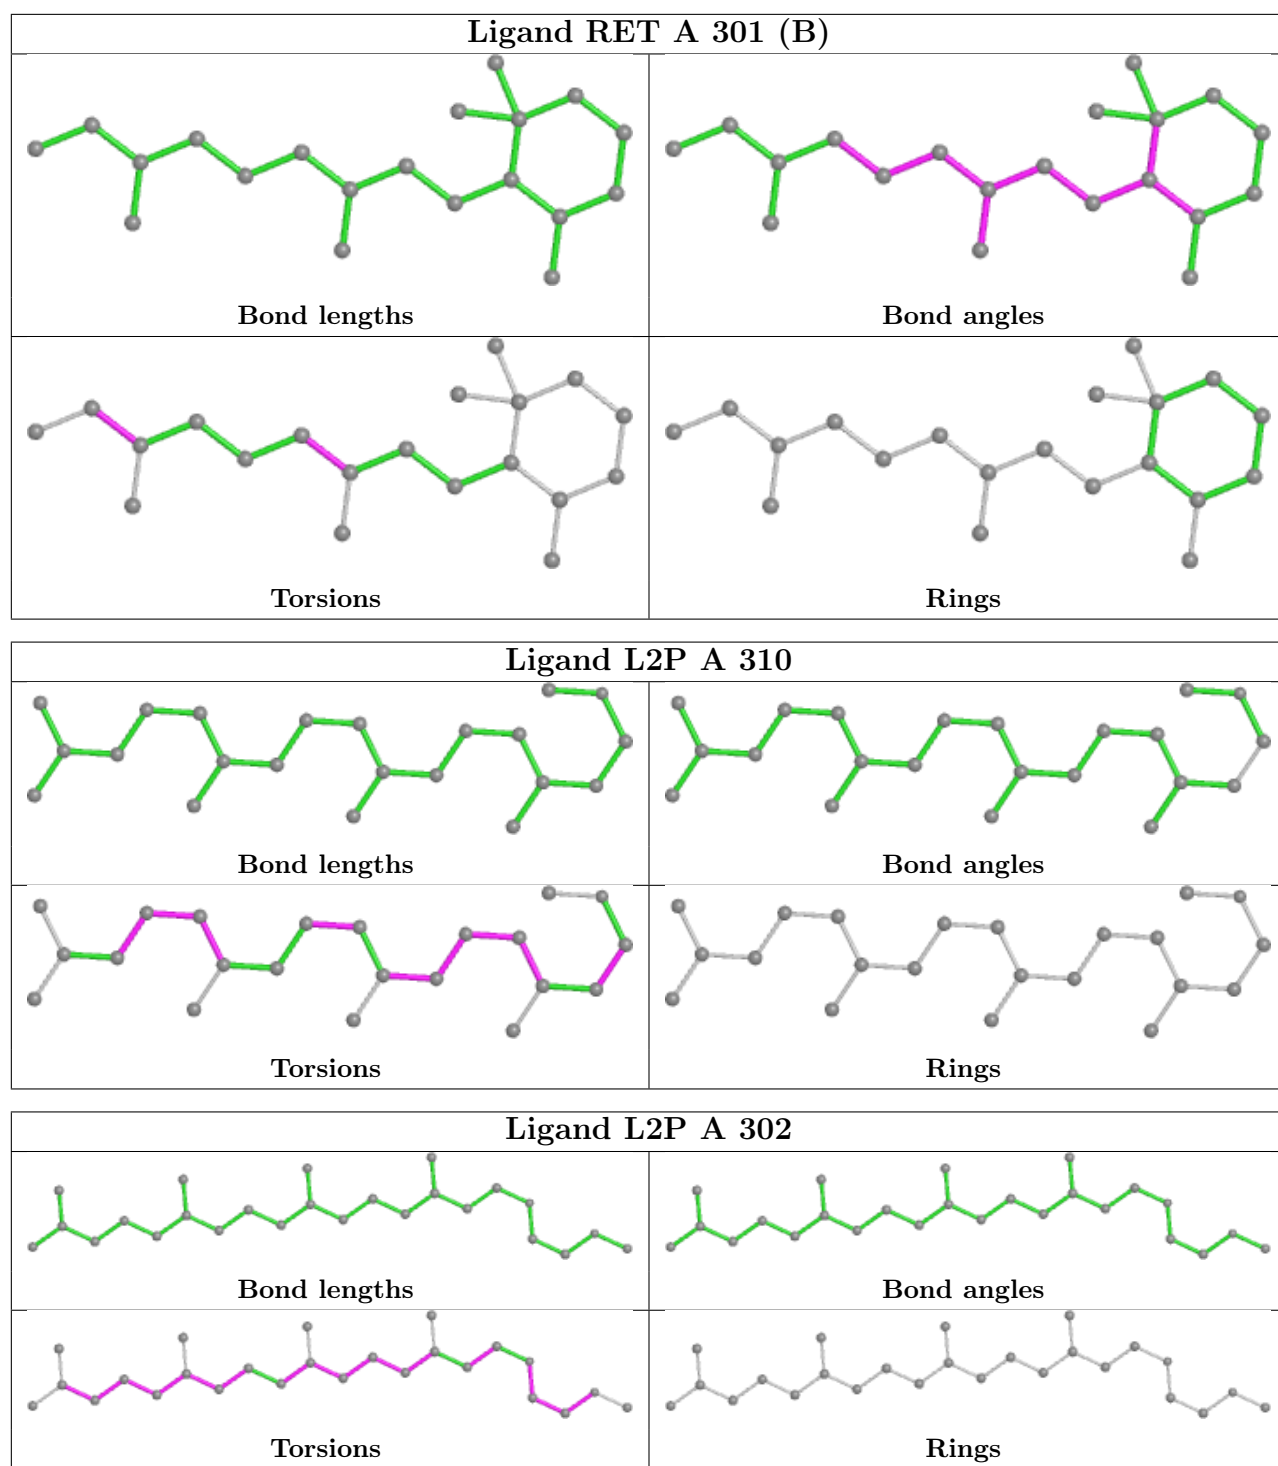 Ligand RET A 301 (B)
Bond lengths
Bond angles
Torsions
Rings
Ligand L2P A 310
Bond lengths
Bond angles
Torsions
Rings
Ligand L2P A 302
Bond lengths
Bond angles
Torsions
Rings